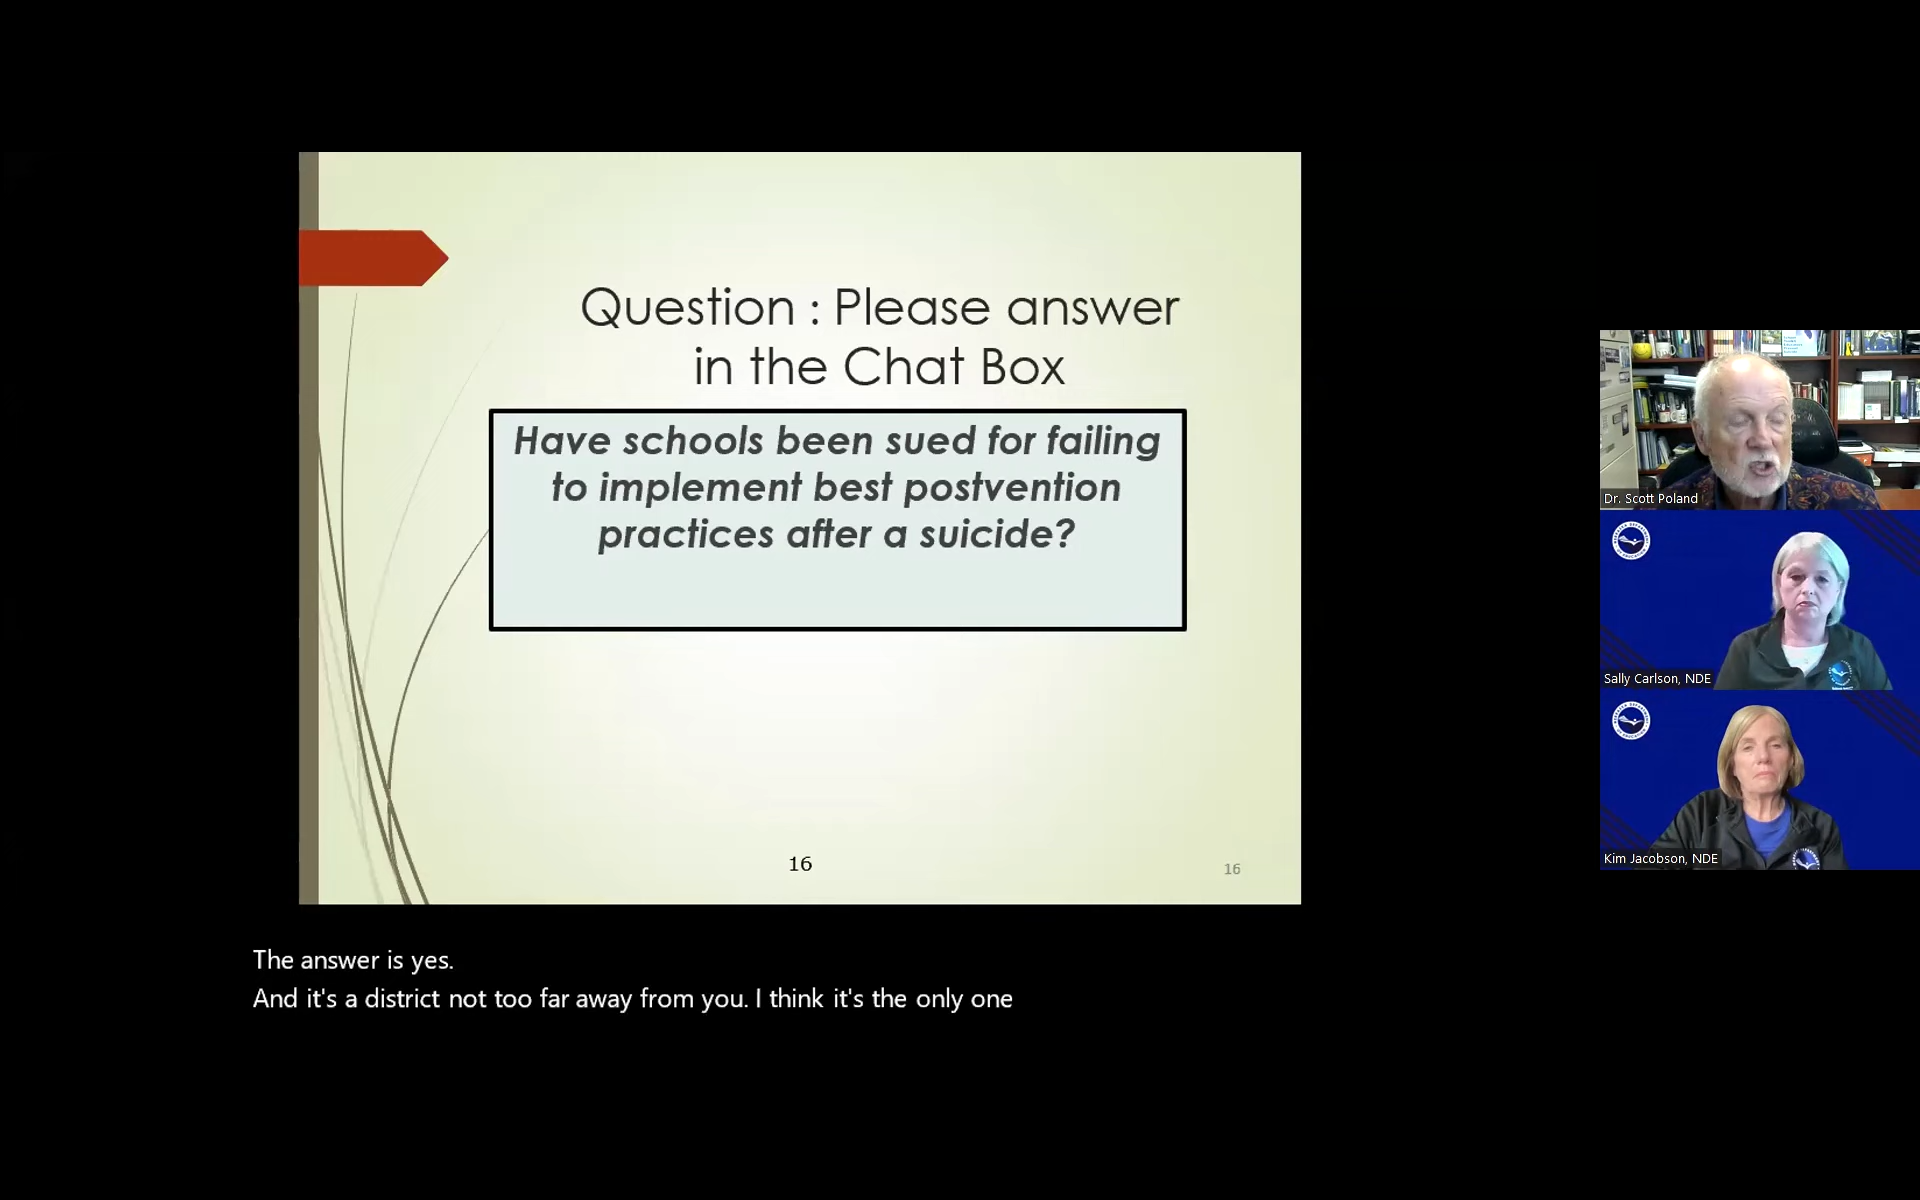 Question : Please answer
in the Chat Box
Have schools been sued for failing
to implement best postvention
practices after a suicide?
16
16
Dr. Scott Poland
Sally Carlson, NDE
Kim Jacobson, NDE
The answer is yes.
And it's a district not too far away from you. I think it's the only one